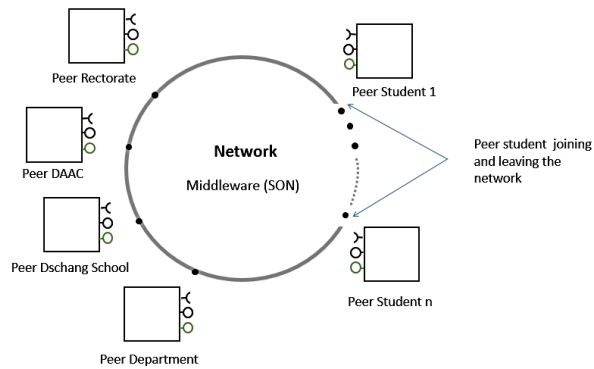 Peer Rectorate
Peer Student 1
Peer DAAC
Network
Middleware (SON)
Peer student joining
and leaving the
network
Peer Dschang School
Peer Student n
Peer Department